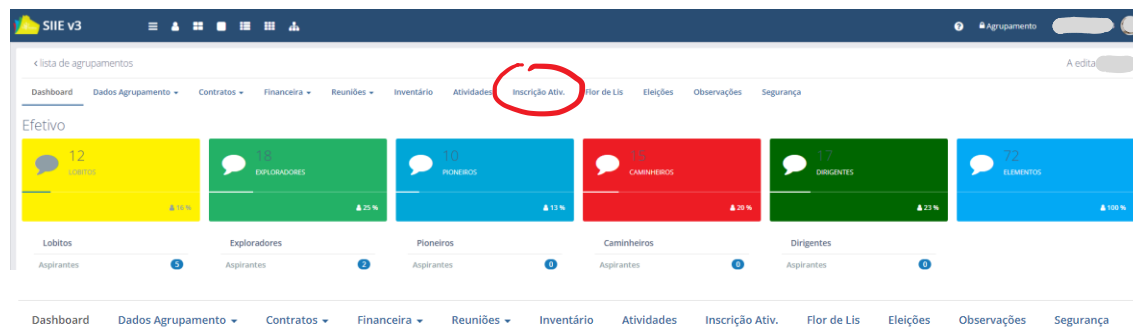 SIIE v3 Agrupamento
‹ lista de agrupamentos A edita
Dashboard Dados Agrupamento Contratos Financeira Reuniões Inventário Atividades Inscrição Ativ. Flor de Lis Eleições Observações Segurança
Efetivo
12 18 10 15 17 72
LOBITOS EXPLORADORES PIONEIROS CAMINHEIROS DIRIGENTES ELEMENTOS
16 % 25 % 13 % 20 % 23 % 100 %
Lobitos Exploradores Pioneiros Caminheiros Dirigentes
Aspirantes 5 Aspirantes 2 Aspirantes 0 Aspirantes 0 Aspirantes 0
Dashboard Dados Agrupamento Contratos Financeira Reuniões Inventário Atividades Inscrição Ativ. Flor de Lis Eleições Observações Segurança